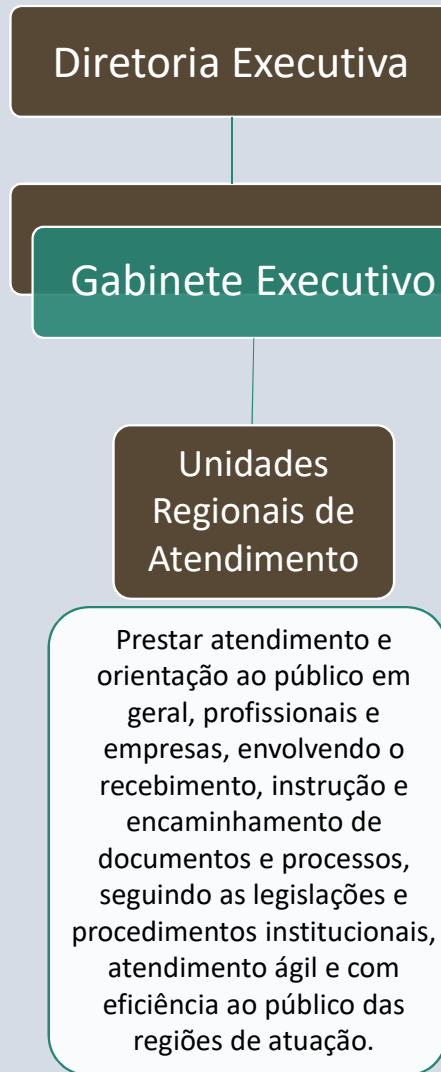 Diretoria Executiva
Gabinete Executivo
Unidades
Regionais de
Atendimento
Prestar atendimento e
orientação ao público em
geral, profissionais e
empresas, envolvendo o
recebimento, instrução e
encaminhamento de
documentos e processos,
seguindo as legislações e
procedimentos institucionais,
atendimento ágil e com
eficiência ao público das
regiões de atuação.